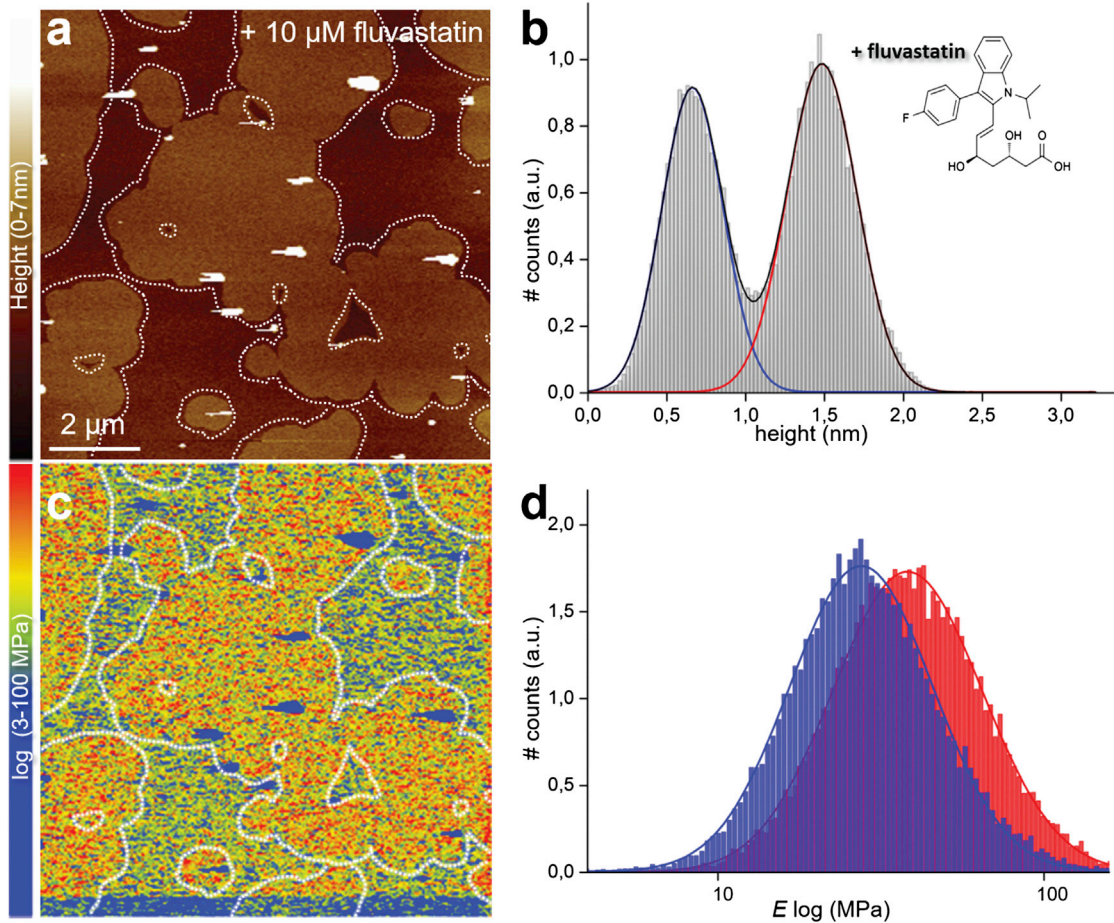 a
+ 10 µM fluvastatin
Height (0-7nm)
2 µm
b
+ fluvastatin
F
N
OH
O
HO
OH
# counts (a.u.)
1,0
0,8
0,6
0,4
0,2
0,0
0,0 0,5 1,0 1,5 2,0 2,5 3,0
height (nm)
c
log (3-100 MPa)
d
# counts (a.u.)
2,0
1,5
1,0
0,5
0,0
10 100
E log (MPa)